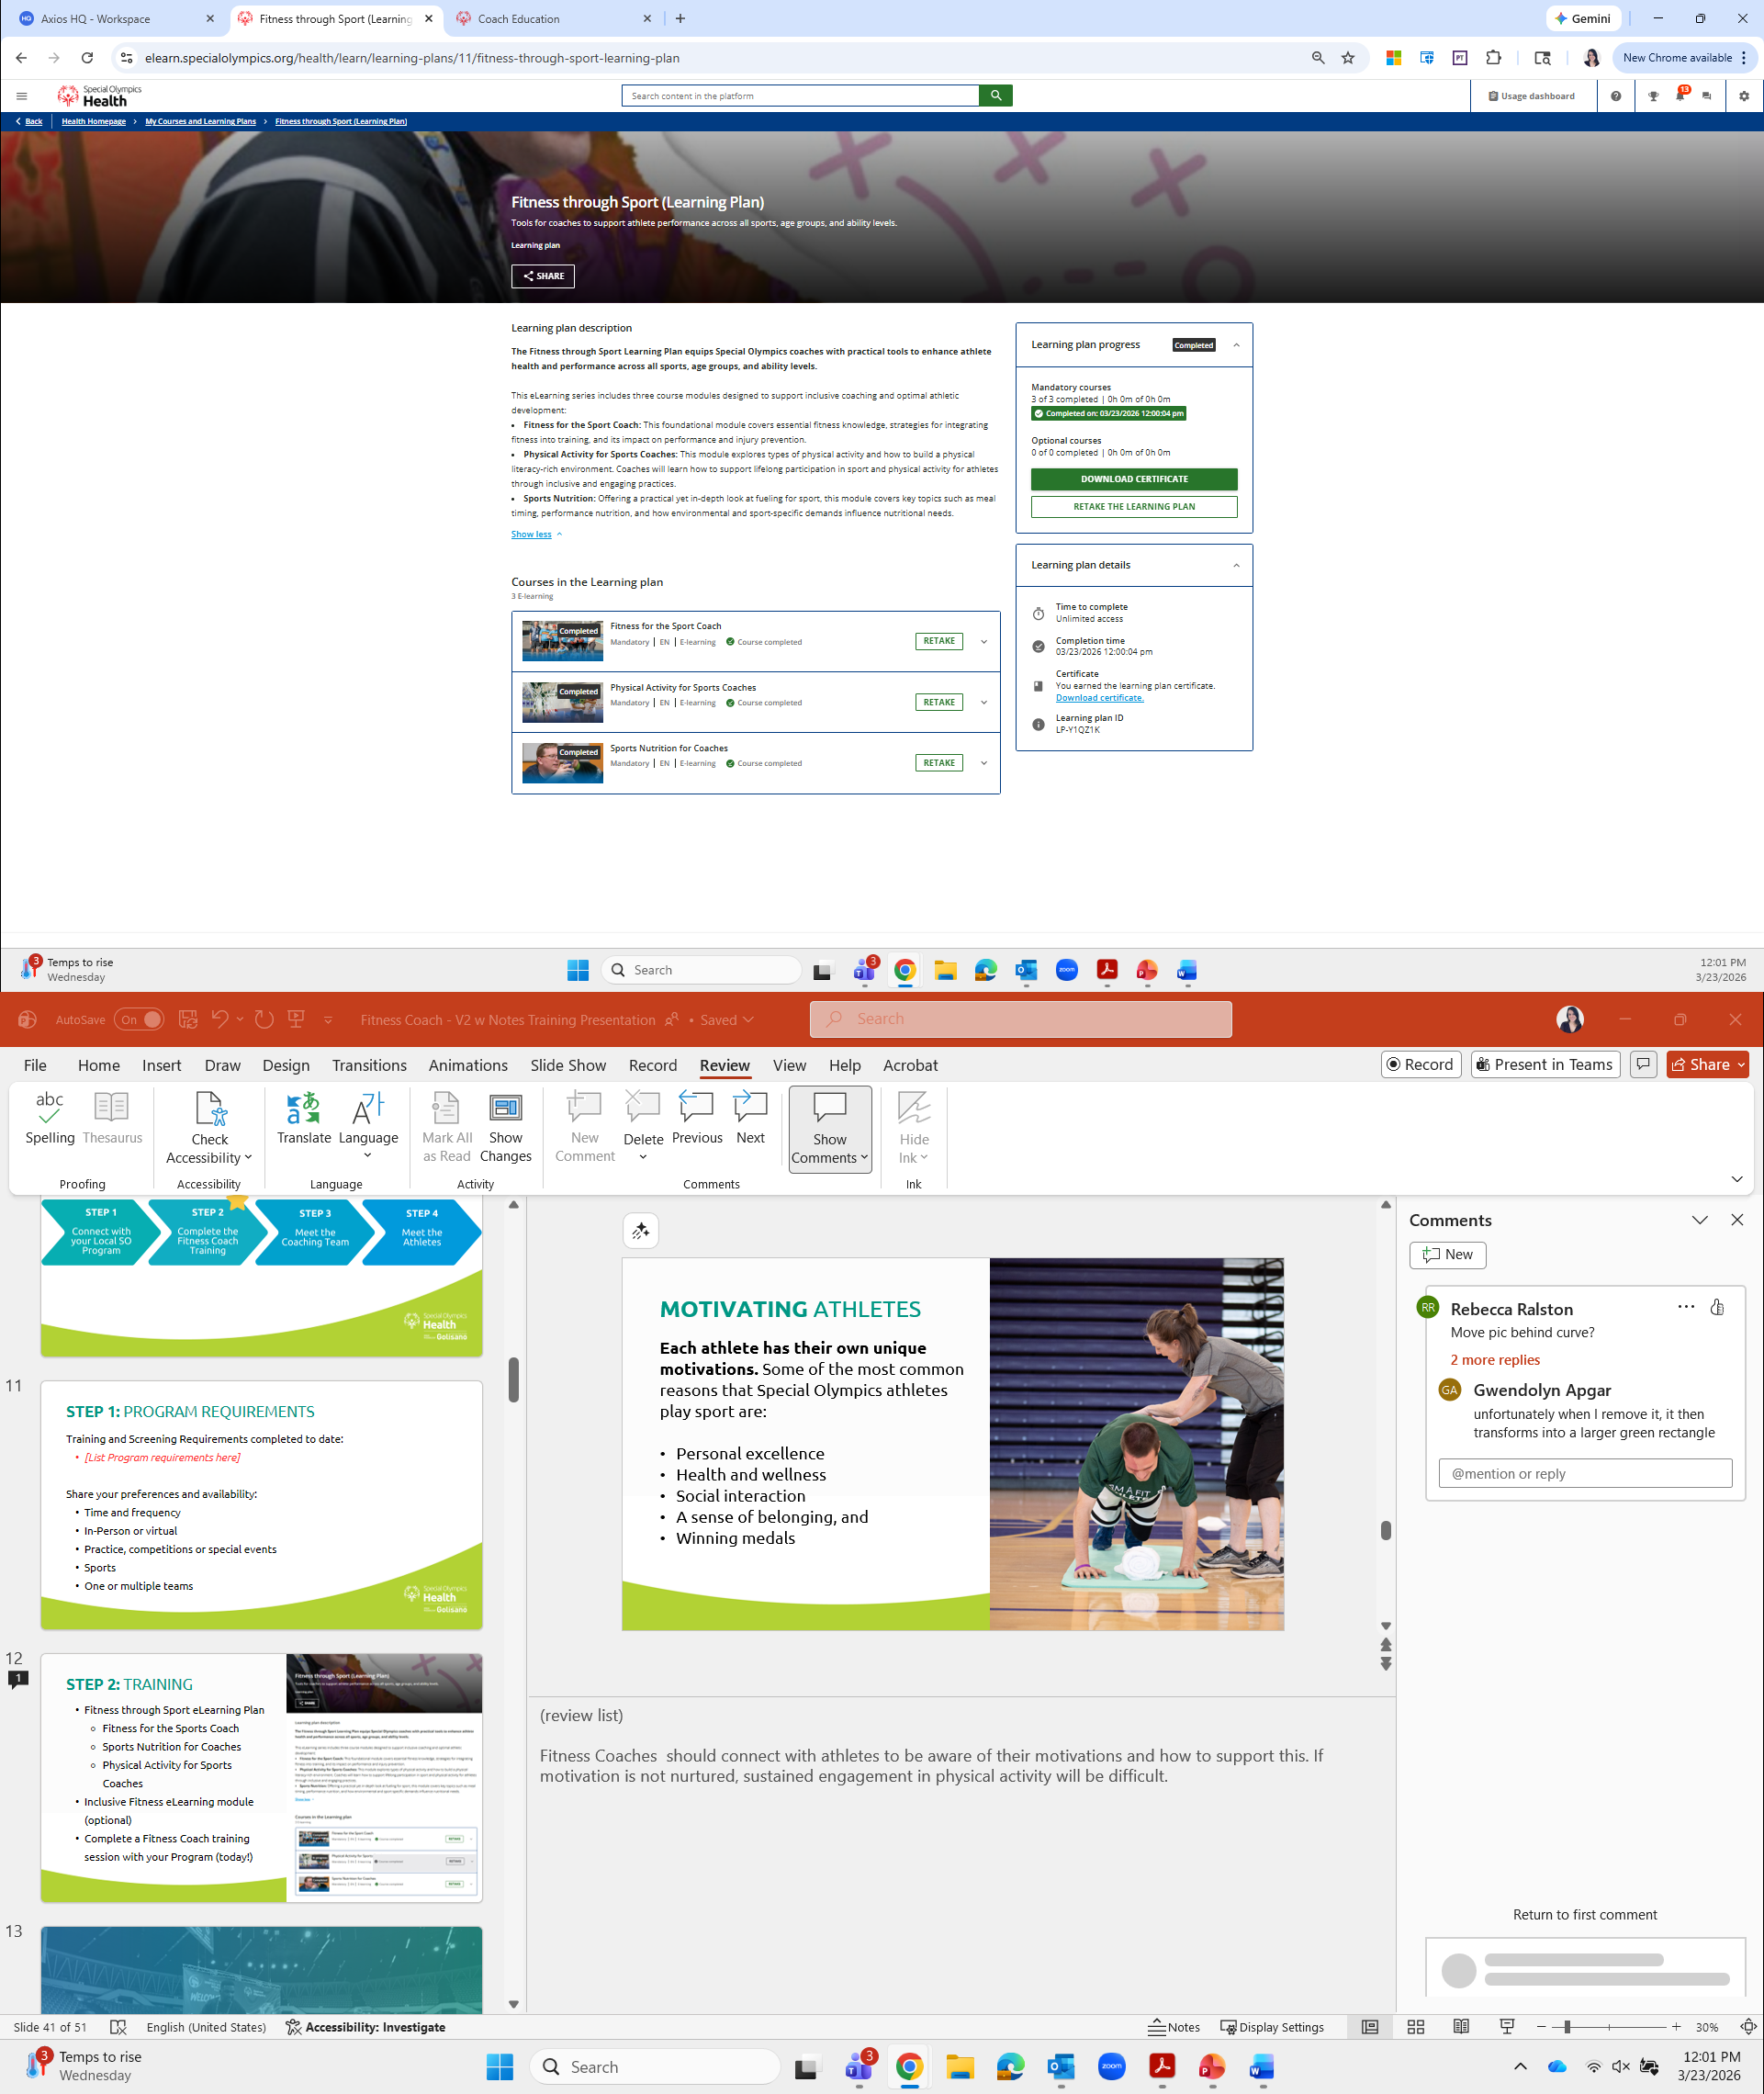 Axios HQ - Workspace
Fitness through Sport (Learning
Coach Education
Gemini
elearn.specialolympics.org/health/learn/learning-plans/11/fitness-through-sport-learning-plan
New Chrome available
Special Olympics
Health
Search content in the platform
Usage dashboard
13
Back
Health Homepage
My Courses and Learning Plans
Fitness through Sport (Learning Plan)
Fitness through Sport (Learning Plan)
Tools for coaches to support athlete performance across all sports, age groups, and ability levels.
Learning plan
SHARE
Learning plan description
The Fitness through Sport Learning Plan equips Special Olympics coaches with practical tools to enhance athlete
health and performance across all sports, age groups, and ability levels.
This eLearning series includes three course modules designed to support inclusive coaching and optimal athletic
development:
• Fitness for the Sport Coach: This foundational module covers essential fitness knowledge, strategies for integrating
fitness into training, and its impact on performance and injury prevention.
• Physical Activity for Sports Coaches: This module explores types of physical activity and how to build a physical
literacy-rich environment. Coaches will learn how to support lifelong participation in sport and physical activity for athletes
through inclusive and engaging practices.
• Sports Nutrition: Offering a practical yet in-depth look at fueling for sport, this module covers key topics such as meal
timing, performance nutrition, and how environmental and sport-specific demands influence nutritional needs.
Show less
Courses in the Learning plan
3 E-learning
Completed
Fitness for the Sport Coach
Mandatory | EN | E-learning Course completed
RETAKE
Completed
Physical Activity for Sports Coaches
Mandatory | EN | E-learning Course completed
RETAKE
Completed
Sports Nutrition for Coaches
Mandatory | EN | E-learning Course completed
RETAKE
Learning plan progress
Completed
Mandatory courses
3 of 3 completed | 0h 0m of 0h 0m
Completed on: 03/23/2026 12:00:04 pm
Optional courses
0 of 0 completed | 0h 0m of 0h 0m
DOWNLOAD CERTIFICATE
RETAKE THE LEARNING PLAN
Learning plan details
Time to complete
Unlimited access
Completion time
03/23/2026 12:00:04 pm
Certificate
You earned the learning plan certificate.
Download certificate.
Learning plan ID
LP-Y1QZ1K
3
Temps to rise
Wednesday
Search
3
zoom
12:01 PM
3/23/2026
AutoSave
On
Fitness Coach - V2 w Notes Training Presentation
• Saved
Search
File
Home
Insert
Draw
Design
Transitions
Animations
Slide Show
Record
Review
View
Help
Acrobat
Record
Present in Teams
Share
abc
Spelling
Thesaurus
Proofing
Check
Accessibility
Accessibility
Translate
Language
Language
Mark All
as Read
Show
Changes
Activity
New
Comment
Delete
Previous
Next
Show
Comments
Comments
Hide
Ink
Ink
STEP 1
Connect with
your Local SO
Program
STEP 2
Complete the
Fitness Coach
Training
STEP 3
Meet the
Coaching Team
STEP 4
Meet the
Athletes
Special Olympics
Health
Golisano
11
STEP 1: PROGRAM REQUIREMENTS
Training and Screening Requirements completed to date:
• [List Program requirements here]
Share your preferences and availability:
• Time and frequency
• In-Person or virtual
• Practice, competitions or special events
• Sports
• One or multiple teams
Special Olympics
Health
Golisano
12
1
STEP 2: TRAINING
• Fitness through Sport eLearning Plan
○ Fitness for the Sports Coach
○ Sports Nutrition for Coaches
○ Physical Activity for Sports
Coaches
• Inclusive Fitness eLearning module
(optional)
• Complete a Fitness Coach training
session with your Program (today!)
Fitness through Sport (Learning Plan)
13
WELCOME
MOTIVATING ATHLETES
Each athlete has their own unique
motivations. Some of the most common
reasons that Special Olympics athletes
play sport are:
• Personal excellence
• Health and wellness
• Social interaction
• A sense of belonging, and
• Winning medals
(review list)
Fitness Coaches should connect with athletes to be aware of their motivations and how to support this. If
motivation is not nurtured, sustained engagement in physical activity will be difficult.
Comments
New
RR
Rebecca Ralston
Move pic behind curve?
2 more replies
GA
Gwendolyn Apgar
unfortunately when I remove it, it then
transforms into a larger green rectangle
@mention or reply
Return to first comment
Slide 41 of 51
English (United States)
Accessibility: Investigate
Notes
Display Settings
30%
3
Temps to rise
Wednesday
Search
3
zoom
12:01 PM
3/23/2026